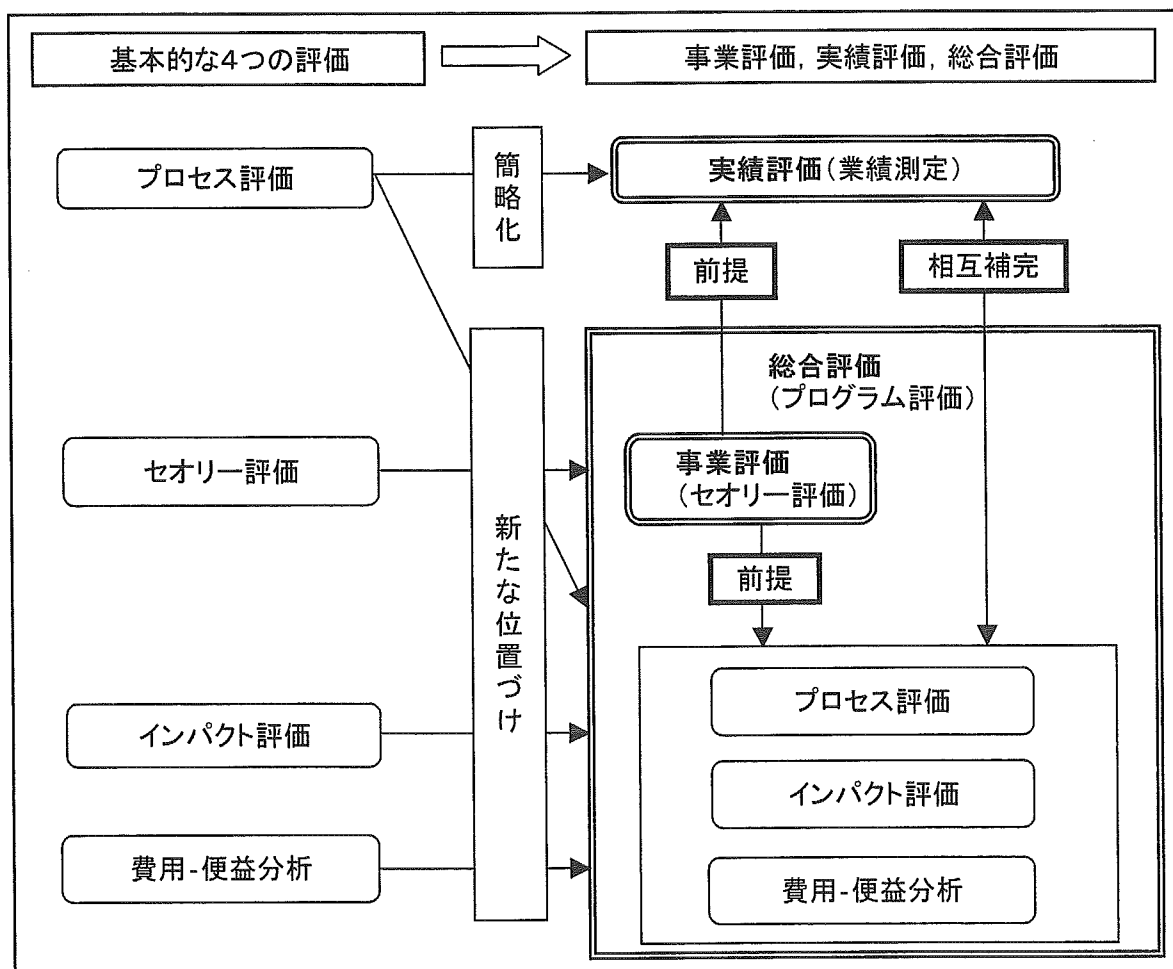 基本的な4つの評価
事業評価, 実績評価, 総合評価
プロセス評価
簡略化
実績評価(業績測定)
前提
相互補完
総合評価
(プログラム評価)
セオリー評価
新たな位置づけ
事業評価
(セオリー評価)
前提
プロセス評価
インパクト評価
インパクト評価
費用-便益分析
費用-便益分析